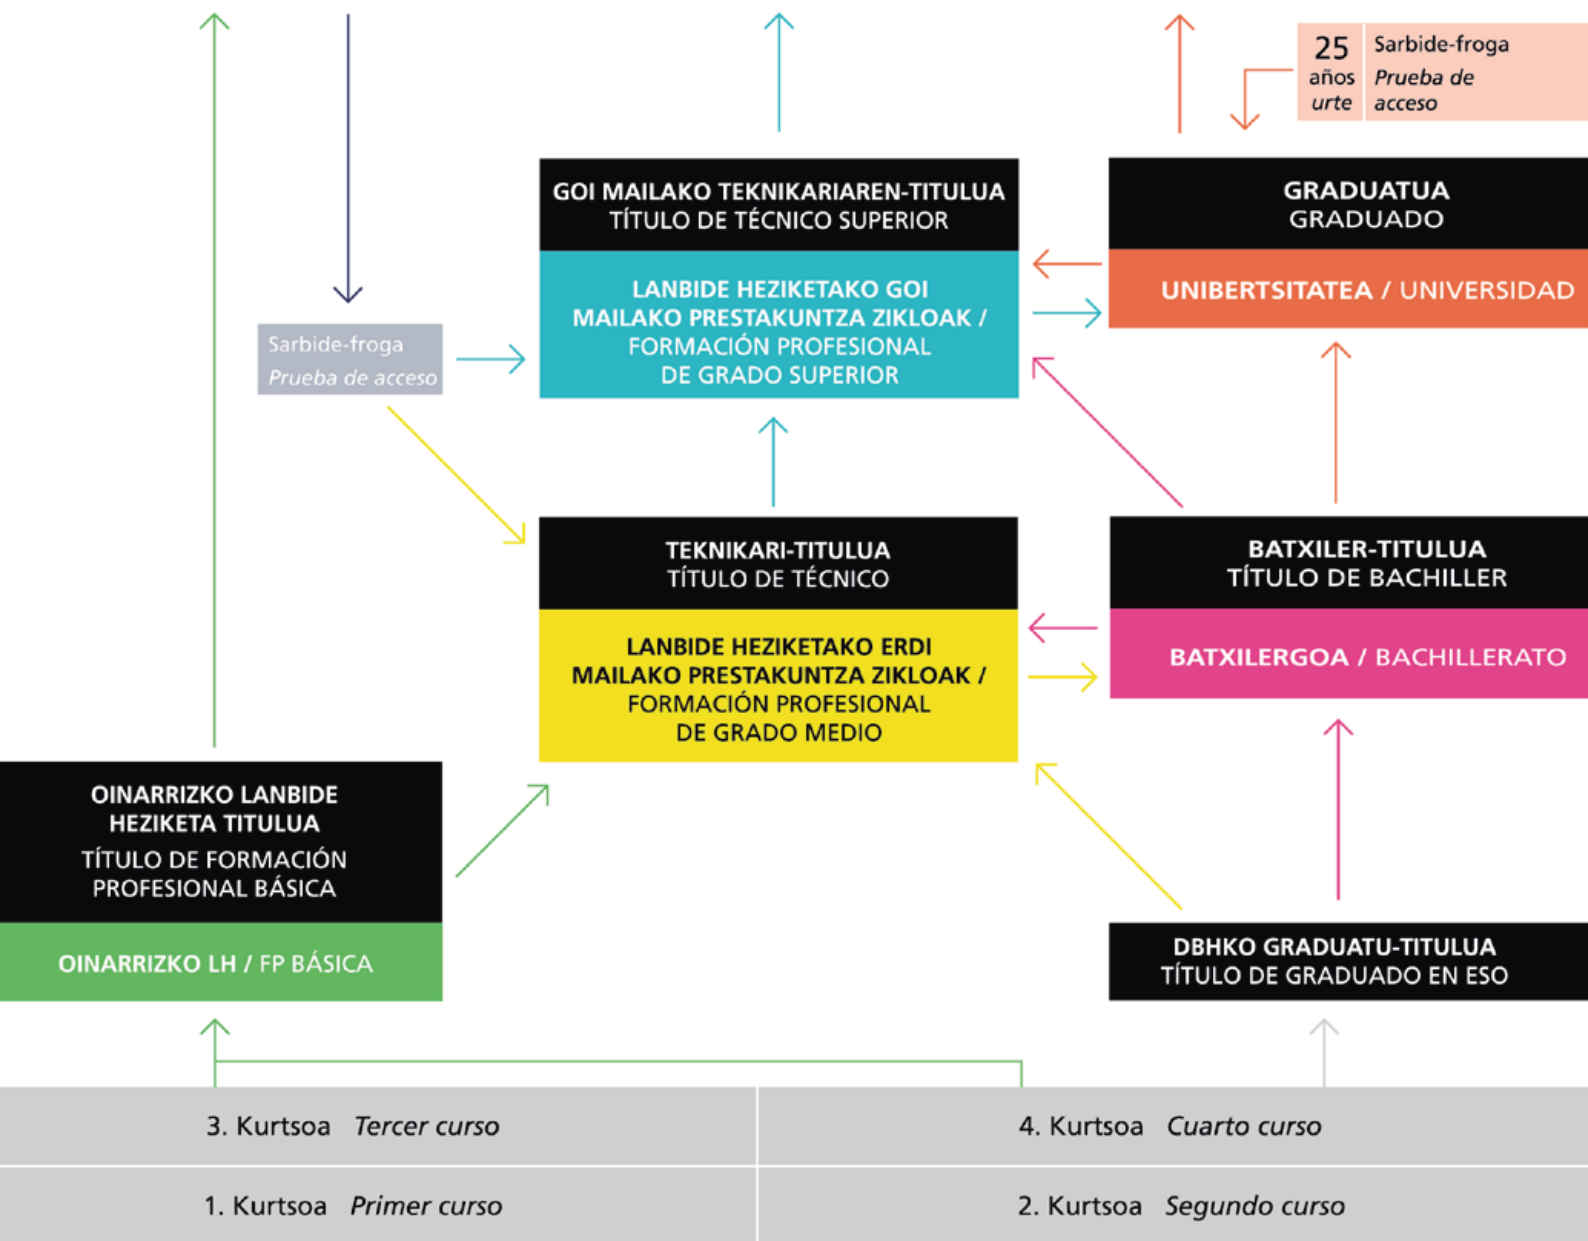 25
años
urte
Sarbide-froga
Prueba de
acceso
GOI MAILAKO TEKNIKARIAREN-TITULUA
TÍTULO DE TÉCNICO SUPERIOR
LANBIDE HEZIKETAKO GOI
MAILAKO PRESTAKUNTZA ZIKLOAK /
FORMACIÓN PROFESIONAL
DE GRADO SUPERIOR
GRADUATUA
GRADUADO
UNIBERTSITATEA / UNIVERSIDAD
Sarbide-froga
Prueba de acceso
TEKNIKARI-TITULUA
TÍTULO DE TÉCNICO
LANBIDE HEZIKETAKO ERDI
MAILAKO PRESTAKUNTZA ZIKLOAK /
FORMACIÓN PROFESIONAL
DE GRADO MEDIO
BATXILER-TITULUA
TÍTULO DE BACHILLER
BATXILERGOA / BACHILLERATO
OINARRIZKO LANBIDE
HEZIKETA TITULUA
TÍTULO DE FORMACIÓN
PROFESIONAL BÁSICA
OINARRIZKO LH / FP BÁSICA
DBHKO GRADUATU-TITULUA
TÍTULO DE GRADUADO EN ESO
3. Kurtsoa Tercer curso
4. Kurtsoa Cuarto curso
1. Kurtsoa Primer curso
2. Kurtsoa Segundo curso